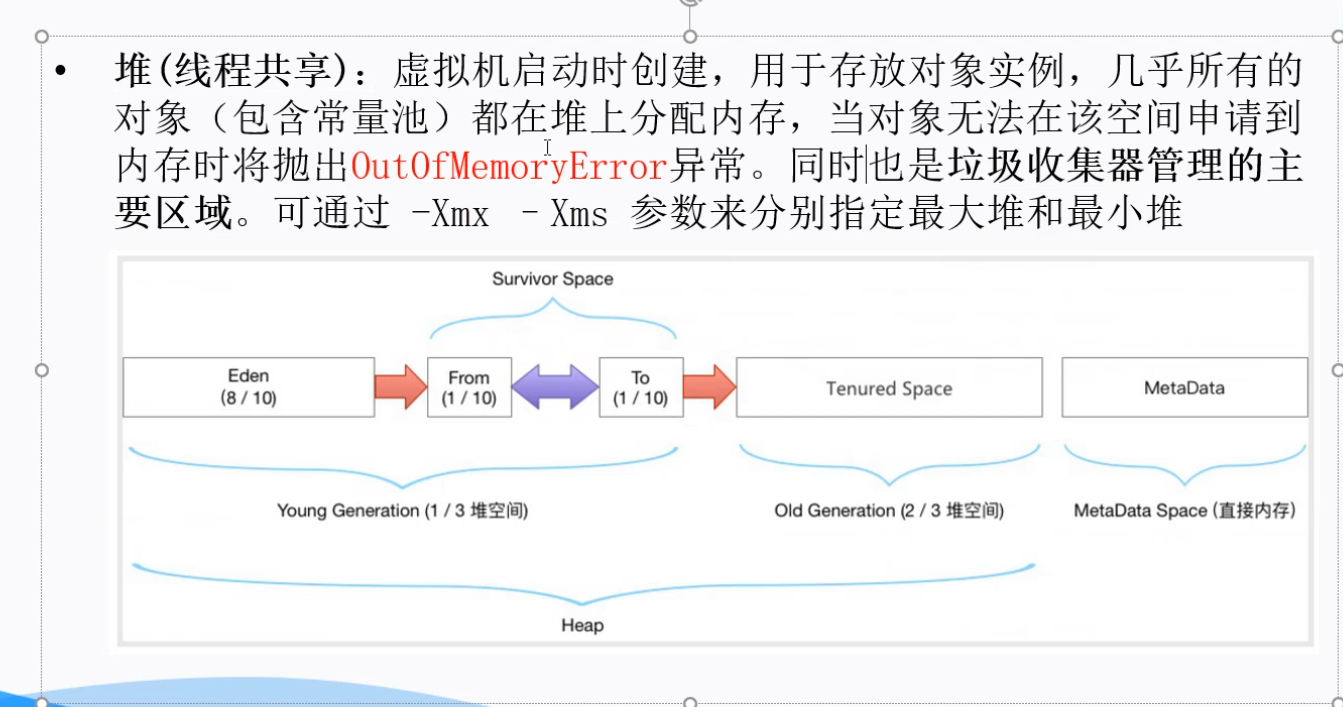 • 堆(线程共享)：虚拟机启动时创建，用于存放对象实例，几乎所有的
对象（包含常量池）都在堆上分配内存，当对象无法在该空间申请到
内存时将抛出OutOfMemoryError异常。同时也是垃圾收集器管理的主
要区域。可通过 -Xmx –Xms 参数来分别指定最大堆和最小堆
Survivor Space
Eden
(8 / 10)
From
(1 / 10)
To
(1 / 10)
Tenured Space
MetaData
Young Generation (1 / 3 堆空间)
Old Generation (2 / 3 堆空间)
MetaData Space (直接内存)
Heap